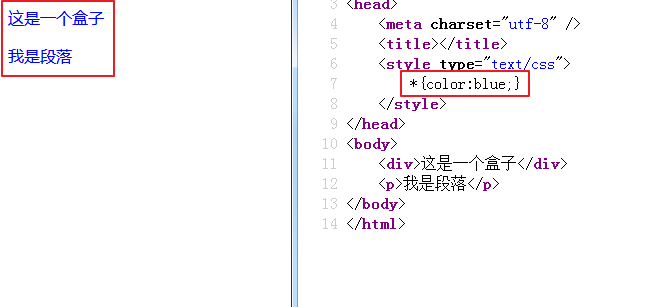 这是一个盒子
我是段落
3 <head>
4 <meta charset="utf-8" />
5 <title></title>
6 <style type="text/css">
7 *{color:blue;}
8 </style>
9 </head>
10 <body>
11 <div>这是一个盒子</div>
12 <p>我是段落</p>
13 </body>
14 </html>